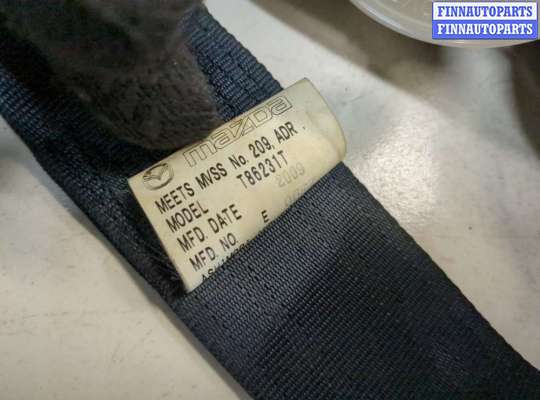 FINNAUTOPARTS
FINNAUTOPARTS
mazda
MEETS MVSS No. 209, ADR
MODEL T86231T
MFD. DATE 2009
MFD. NO. E